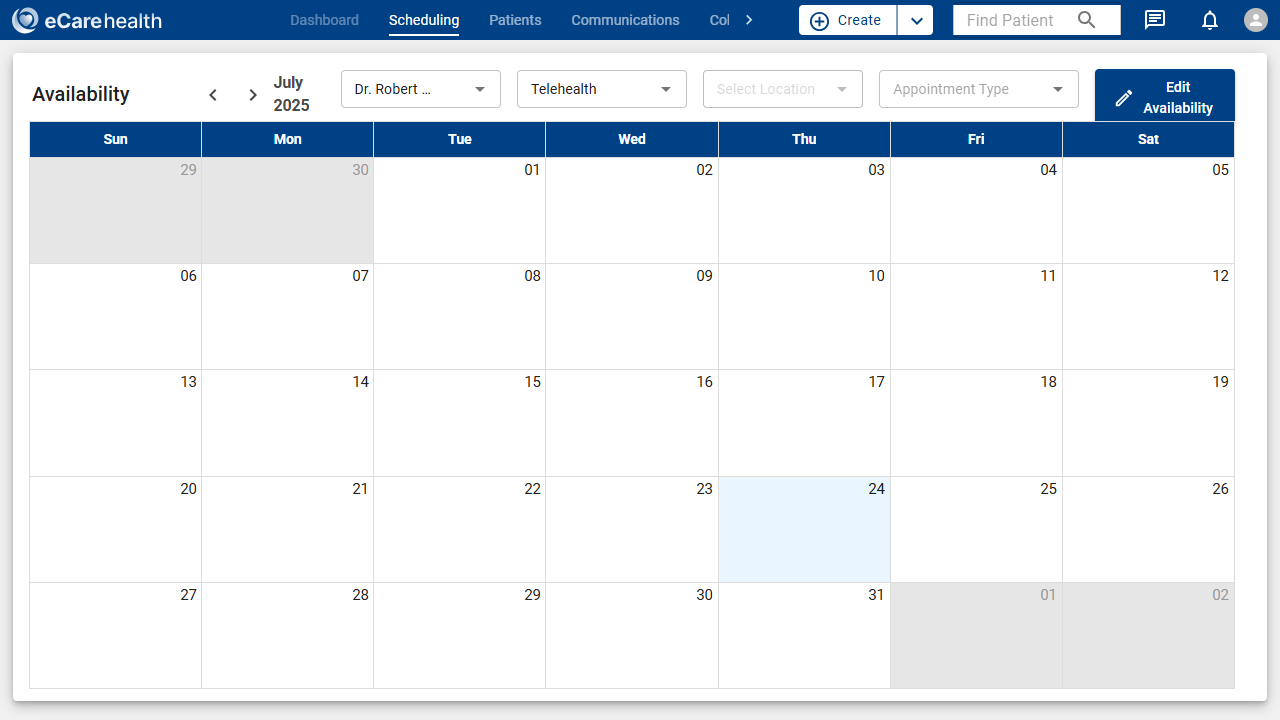 eCarehealth
Dashboard Scheduling Patients Communications Col
Create
Find Patient
Availability
July 2025
Dr. Robert ...
Telehealth
Select Location
Appointment Type
Edit Availability
Sun Mon Tue Wed Thu Fri Sat
29 30 01 02 03 04 05
06 07 08 09 10 11 12
13 14 15 16 17 18 19
20 21 22 23 24 25 26
27 28 29 30 31 01 02